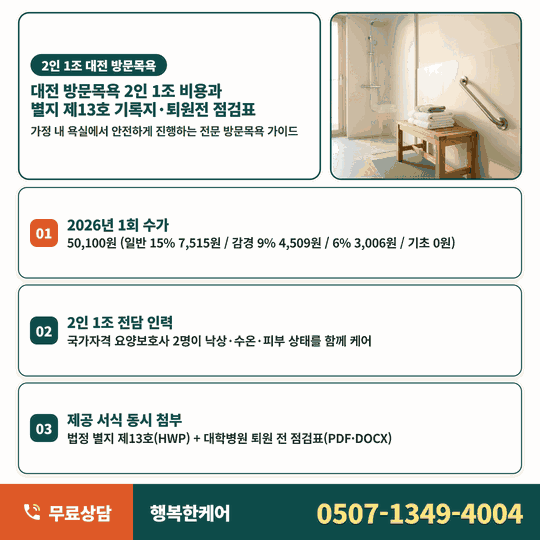 2인 1조 대전 방문목욕
대전 방문목욕 2인 1조 비용과
별지 제13호 기록지·퇴원전 점검표
가정 내 욕실에서 안전하게 진행하는 전문 방문목욕 가이드
01
2026년 1회 수가
50,100원 (일반 15% 7,515원 / 감경 9% 4,509원 / 6% 3,006원 / 기초 0원)
02
2인 1조 전담 인력
국가자격 요양보호사 2명이 낙상·수온·피부 상태를 함께 케어
03
제공 서식 동시 첨부
법정 별지 제13호(HWP) + 대학병원 퇴원 전 점검표(PDF·DOCX)
무료상담
행복한케어
0507-1349-4004